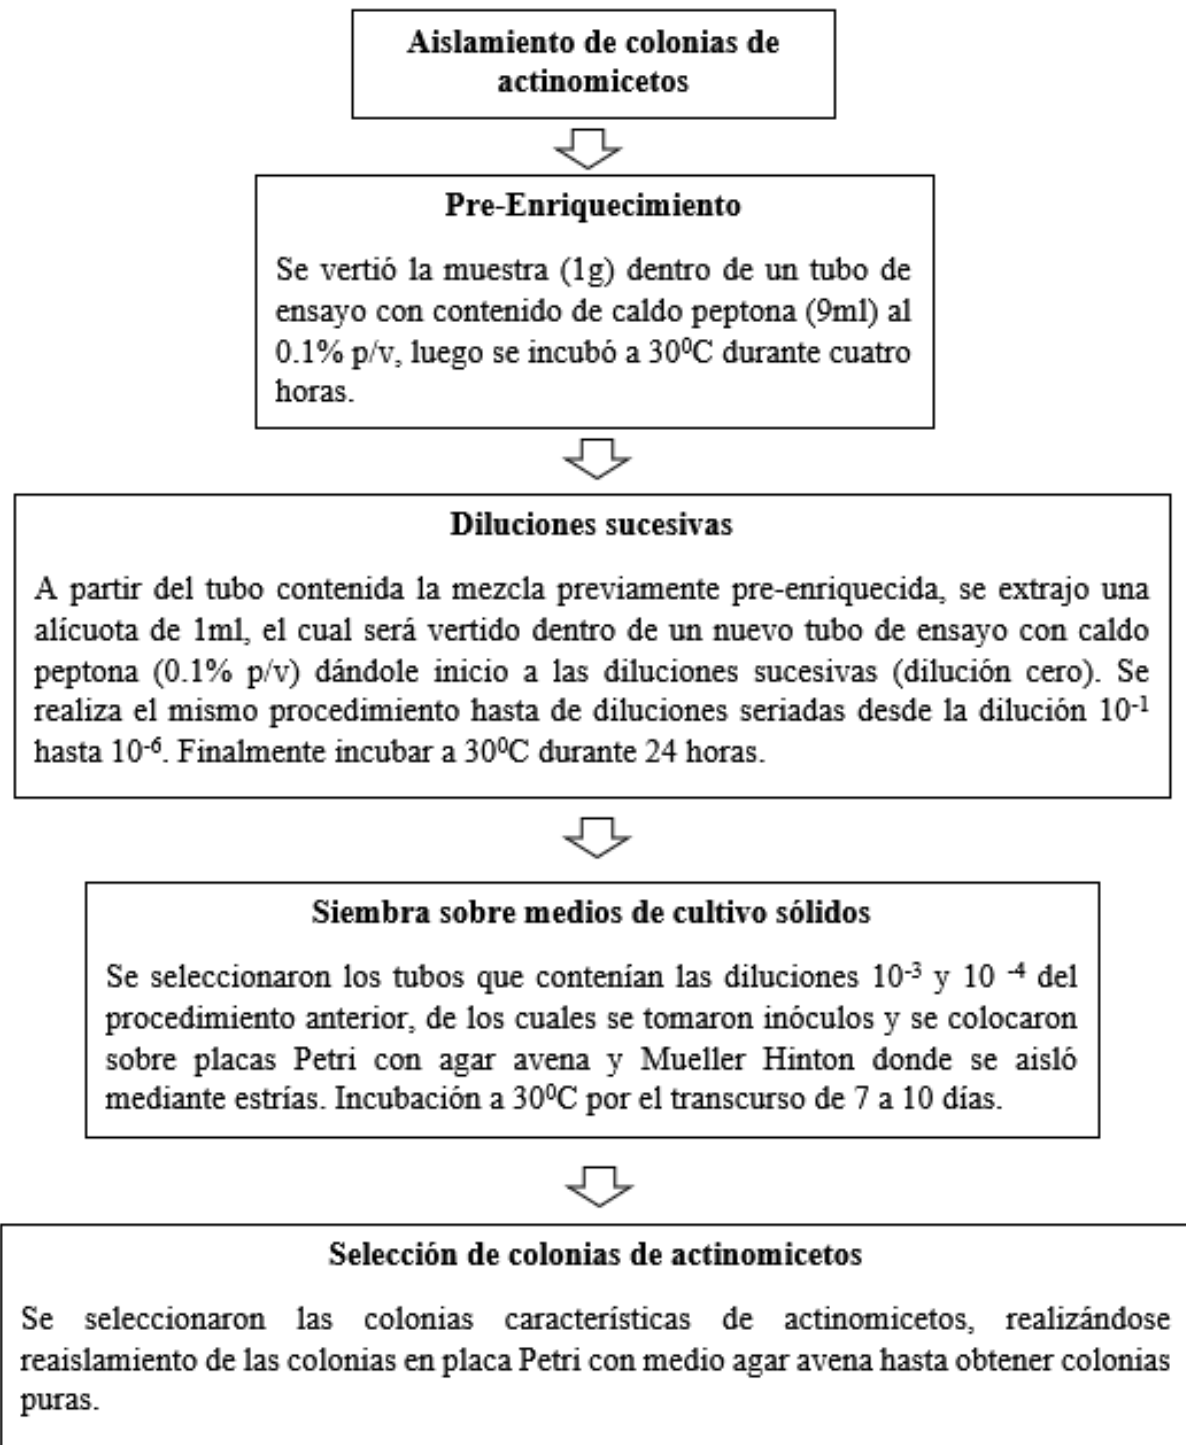 Aislamiento de colonias de
actinomicetos
Pre-Enriquecimiento
Se vertió la muestra (1g) dentro de un tubo de
ensayo con contenido de caldo peptona (9ml) al
0.1% p/v, luego se incubó a 30⁰C durante cuatro
horas.
Diluciones sucesivas
A partir del tubo contenida la mezcla previamente pre-enriquecida, se extrajo una
alícuota de 1ml, el cual será vertido dentro de un nuevo tubo de ensayo con caldo
peptona (0.1% p/v) dándole inicio a las diluciones sucesivas (dilución cero). Se
realiza el mismo procedimiento hasta de diluciones seriadas desde la dilución 10⁻¹
hasta 10⁻⁶. Finalmente incubar a 30⁰C durante 24 horas.
Siembra sobre medios de cultivo sólidos
Se seleccionaron los tubos que contenían las diluciones 10⁻³ y 10 ⁻⁴ del
procedimiento anterior, de los cuales se tomaron inóculos y se colocaron
sobre placas Petri con agar avena y Mueller Hinton donde se aisló
mediante estrías. Incubación a 30⁰C por el transcurso de 7 a 10 días.
Selección de colonias de actinomicetos
Se seleccionaron las colonias características de actinomicetos, realizándose
reaislamiento de las colonias en placa Petri con medio agar avena hasta obtener colonias
puras.